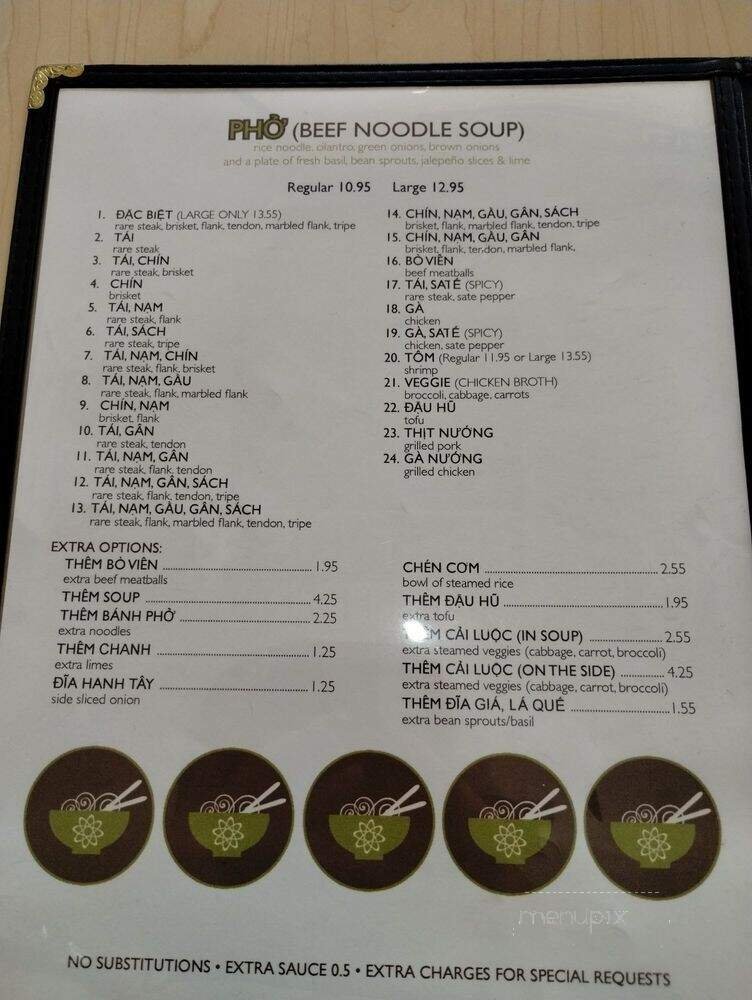 PHỞ (BEEF NOODLE SOUP)
rice noodle, cilantro, green onions, brown onions
and a plate of fresh basil, bean sprouts, jalepeño slices & lime
Regular 10.95 Large 12.95
1. ĐẶC BIỆT (LARGE ONLY 13.55)
rare steak, brisket, flank, tendon, marbled flank, tripe
2. TÁI
rare steak
3. TÁI, CHÍN
rare steak, brisket
4. CHÍN
brisket
5. TÁI, NẠM
rare steak, flank
6. TÁI, SÁCH
rare steak, tripe
7. TÁI, NẠM, CHÍN
rare steak, flank, brisket
8. TÁI, NẠM, GẦU
rare steak, flank, marbled flank
9. CHÍN, NẠM
brisket, flank
10. TÁI, GÂN
rare steak, tendon
11. TÁI, NẠM, GÂN
rare steak, flank, tendon
12. TÁI, NẠM, GÂN, SÁCH
rare steak, flank, tendon, tripe
13. TÁI, NẠM, GẦU, GÂN, SÁCH
rare steak, flank, marbled flank, tendon, tripe
14. CHÍN, NẠM, GẦU, GÂN, SÁCH
brisket, flank, marbled flank, tendon, tripe
15. CHÍN, NẠM, GẦU, GÂN
brisket, flank, tendon, marbled flank,
16. BÒ VIÊN
beef meatballs
17. TÁI, SATÉ (SPICY)
rare steak, sate pepper
18. GÀ
chicken
19. GÀ, SATÉ (SPICY)
chicken, sate pepper
20. TÔM (Regular 11.95 or Large 13.55)
shrimp
21. VEGGIE (CHICKEN BROTH)
broccoli, cabbage, carrots
22. ĐẬU HŨ
tofu
23. THỊT NƯỚNG
grilled pork
24. GÀ NƯỚNG
grilled chicken
EXTRA OPTIONS:
THÊM BÒ VIÊN 1.95
extra beef meatballs
THÊM SOUP 4.25
THÊM BÁNH PHỞ 2.25
extra noodles
THÊM CHANH 1.25
extra limes
ĐĨA HANH TÂY 1.25
side sliced onion
CHÉN CƠM 2.55
bowl of steamed rice
THÊM ĐẬU HŨ 1.95
extra tofu
THÊM CẢI LUỘC (IN SOUP) 2.55
extra steamed veggies (cabbage, carrot, broccoli)
THÊM CẢI LUỘC (ON THE SIDE) 4.25
extra steamed veggies (cabbage, carrot, broccoli)
THÊM ĐĨA GIÁ, LÁ QUẾ 1.55
extra bean sprouts/basil
menupix
NO SUBSTITUTIONS • EXTRA SAUCE 0.5 • EXTRA CHARGES FOR SPECIAL REQUESTS